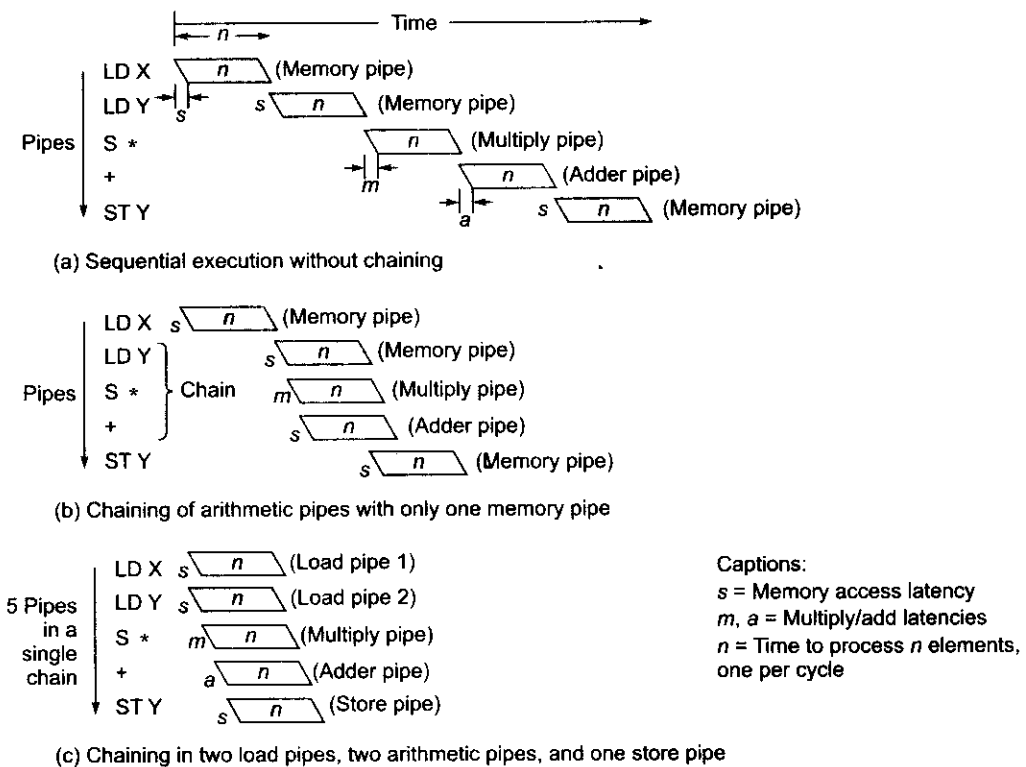 Time
n
LD X n (Memory pipe)
LD Y s s n (Memory pipe)
Pipes S * n (Multiply pipe)
m
+ n (Adder pipe)
a
ST Y s n (Memory pipe)
(a) Sequential execution without chaining
LD X s n (Memory pipe)
LD Y s n (Memory pipe)
Pipes S * Chain m n (Multiply pipe)
+ s n (Adder pipe)
ST Y s n (Memory pipe)
(b) Chaining of arithmetic pipes with only one memory pipe
LD X s n (Load pipe 1)
5 Pipes LD Y s n (Load pipe 2)
in a
single S * m n (Multiply pipe)
chain + a n (Adder pipe)
ST Y s n (Store pipe)
Captions:
s = Memory access latency
m, a = Multiply/add latencies
n = Time to process n elements,
one per cycle
(c) Chaining in two load pipes, two arithmetic pipes, and one store pipe